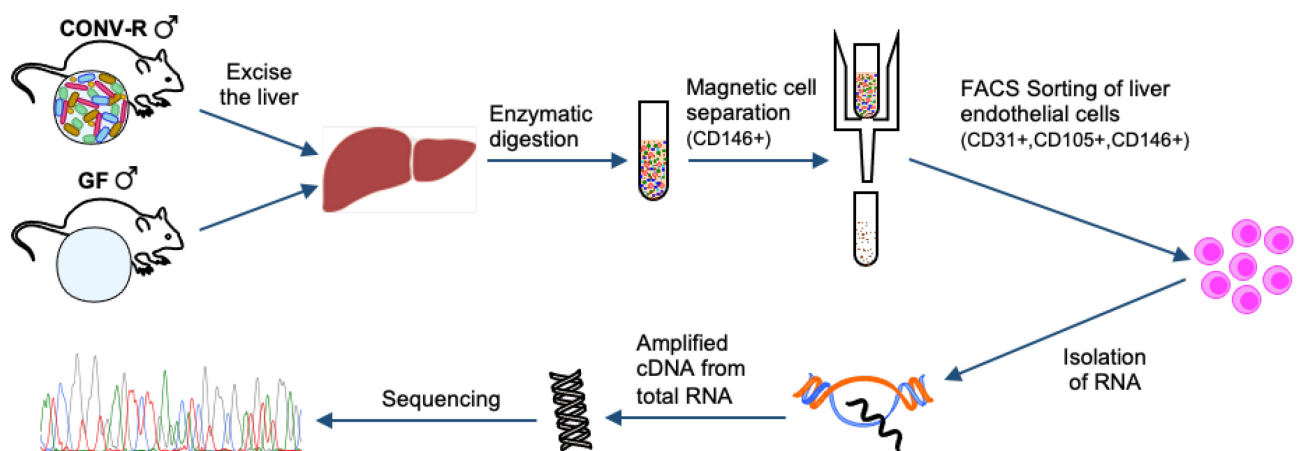 CONV-R ♂
Excise
the liver
GF ♂
Enzymatic
digestion
Magnetic cell
separation
(CD146+)
FACS Sorting of liver
endothelial cells
(CD31+,CD105+,CD146+)
Isolation
of RNA
Amplified
cDNA from
total RNA
Sequencing